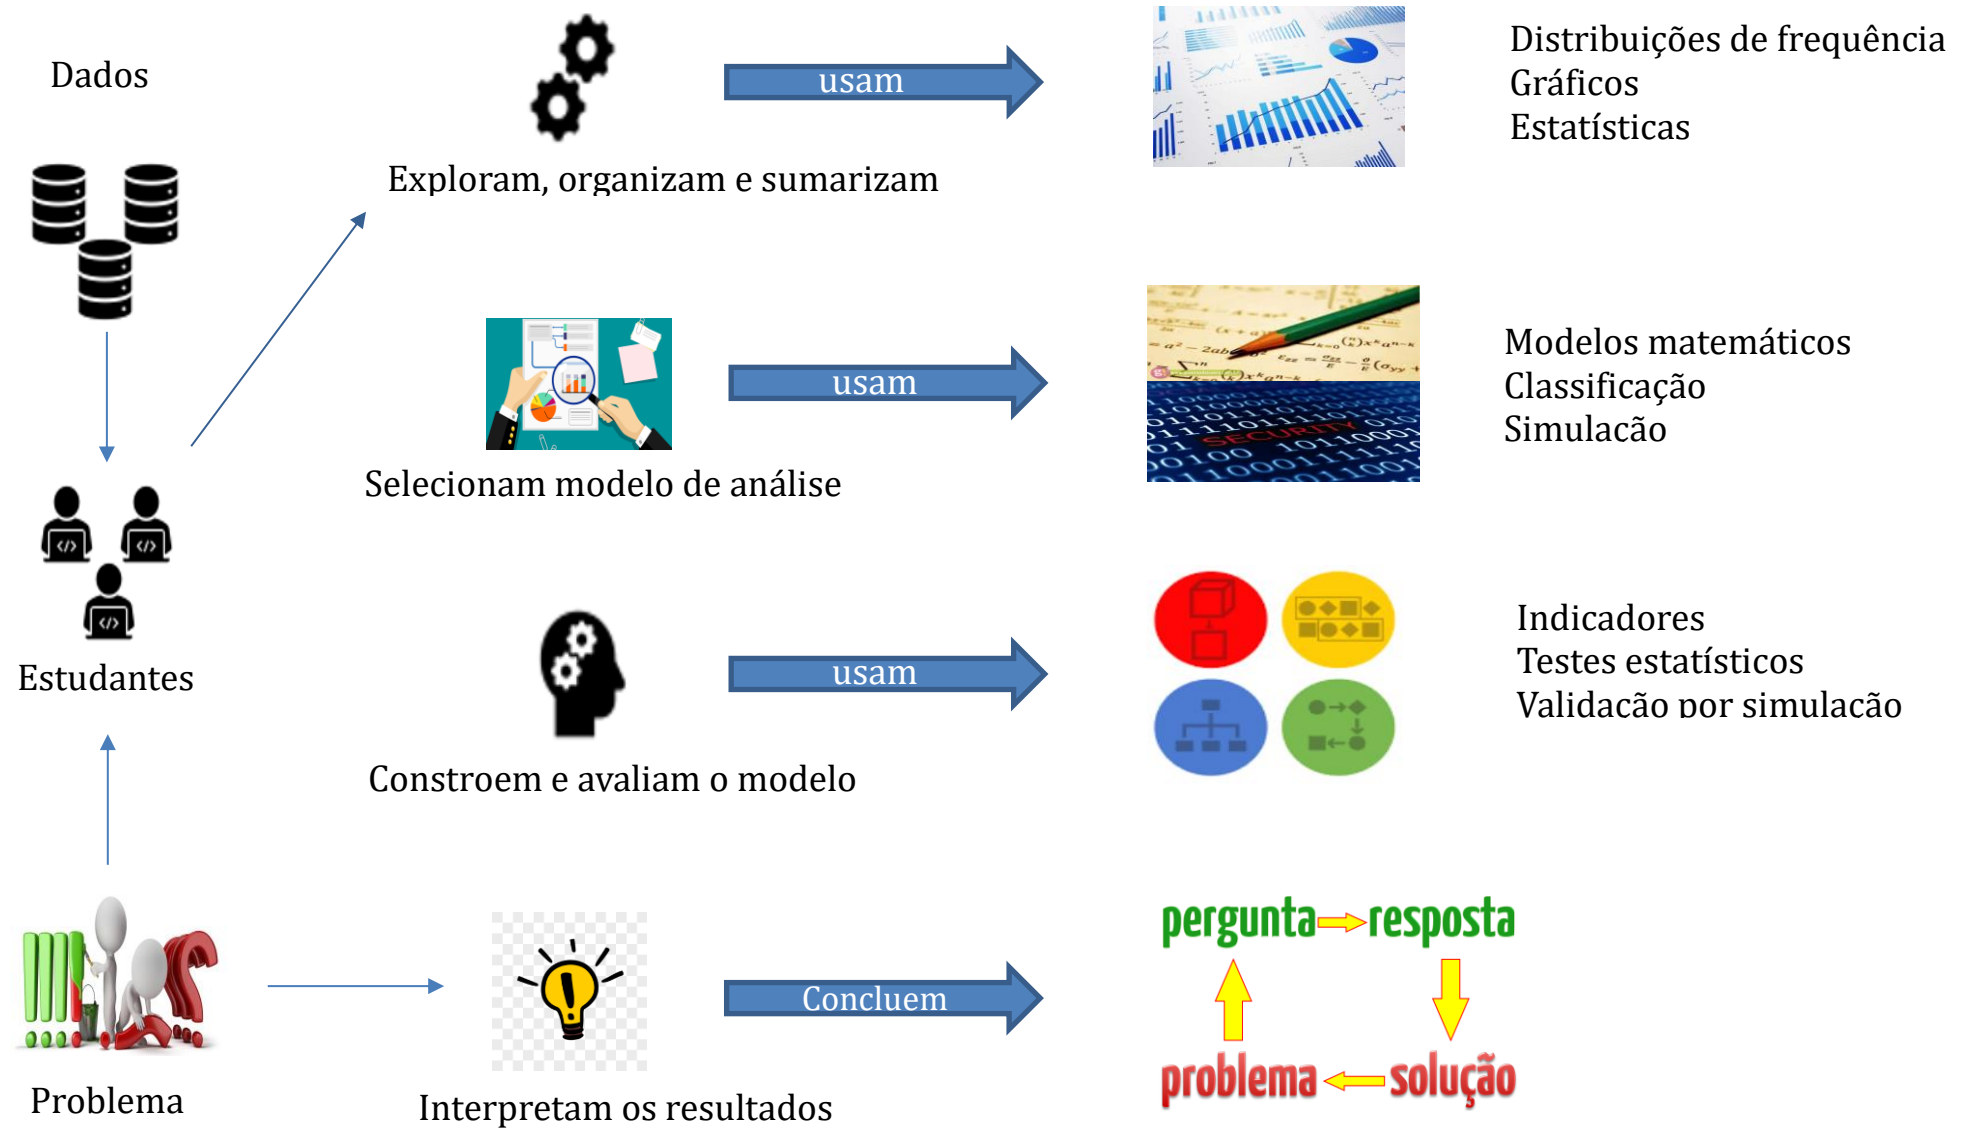 Dados
usam
Distribuições de frequência
Gráficos
Estatísticas
Exploram, organizam e sumarizam
usam
Modelos matemáticos
Classificação
Simulação
SECURITY
Selecionam modelo de análise
Estudantes
usam
Indicadores
Testes estatísticos
Validação por simulação
Constroem e avaliam o modelo
pergunta resposta
Concluem
problema solução
Problema
Interpretam os resultados